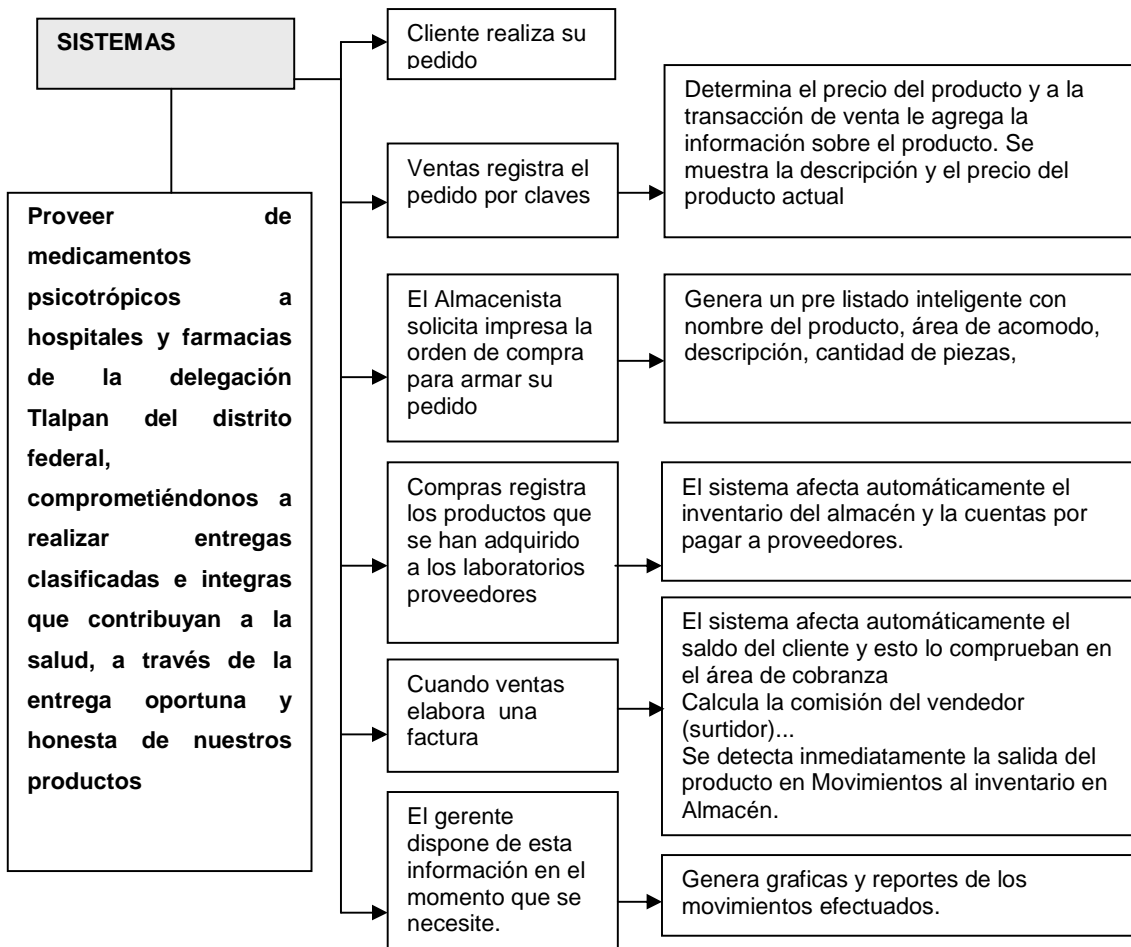 SISTEMAS
Proveer de
medicamentos
psicotrópicos a
hospitales y farmacias
de la delegación
Tlalpan del distrito
federal,
comprometiéndonos a
realizar entregas
clasificadas e integras
que contribuyan a la
salud, a través de la
entrega oportuna y
honesta de nuestros
productos
Cliente realiza su
pedido
Ventas registra el
pedido por claves
Determina el precio del producto y a la
transacción de venta le agrega la
información sobre el producto. Se
muestra la descripción y el precio del
producto actual
El Almacenista
solicita impresa la
orden de compra
para armar su
pedido
Genera un pre listado inteligente con
nombre del producto, área de acomodo,
descripción, cantidad de piezas,
Compras registra
los productos que
se han adquirido
a los laboratorios
proveedores
El sistema afecta automáticamente el
inventario del almacén y la cuentas por
pagar a proveedores.
Cuando ventas
elabora una
factura
El sistema afecta automáticamente el
saldo del cliente y esto lo comprueban en
el área de cobranza
Calcula la comisión del vendedor
(surtidor)...
Se detecta inmediatamente la salida del
producto en Movimientos al inventario en
Almacén.
El gerente
dispone de esta
información en el
momento que se
necesite.
Genera graficas y reportes de los
movimientos efectuados.